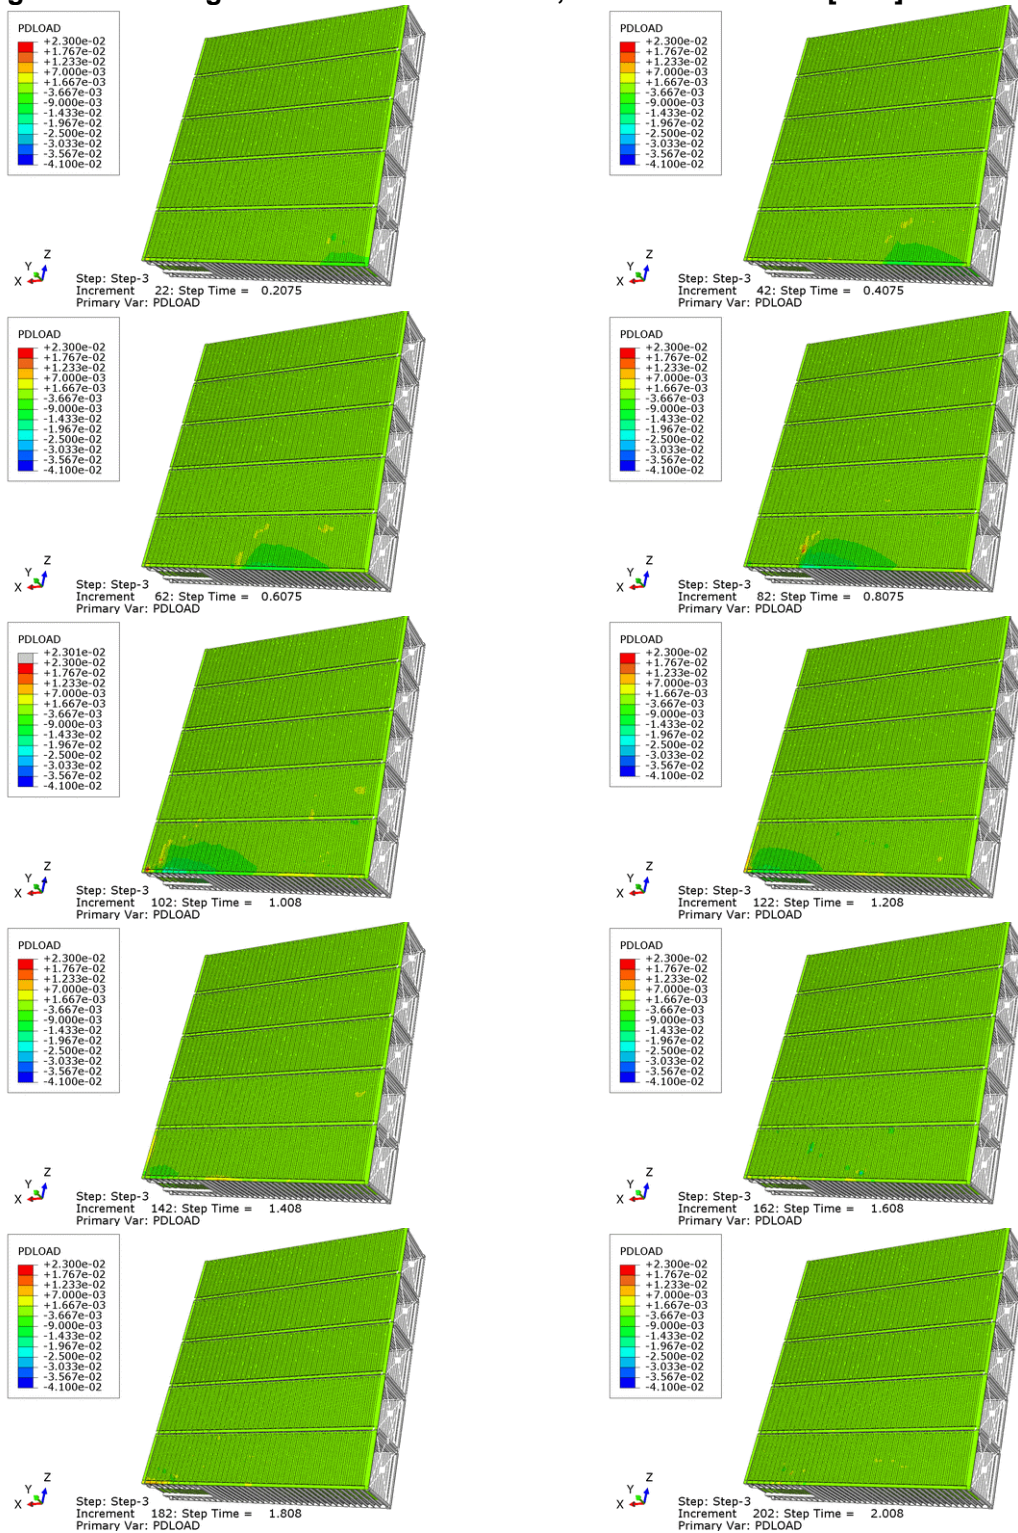 PDLOAD
+2.300e-02
+1.767e-02
+1.233e-02
+7.000e-03
+1.667e-03
-3.667e-03
-9.000e-03
-1.433e-02
-1.967e-02
-2.500e-02
-3.033e-02
-3.567e-02
-4.100e-02
Z
Y
X
Step: Step-3
Increment 22: Step Time = 0.2075
Primary Var: PDLOAD
PDLOAD
+2.300e-02
+1.767e-02
+1.233e-02
+7.000e-03
+1.667e-03
-3.667e-03
-9.000e-03
-1.433e-02
-1.967e-02
-2.500e-02
-3.033e-02
-3.567e-02
-4.100e-02
Z
Y
X
Step: Step-3
Increment 42: Step Time = 0.4075
Primary Var: PDLOAD
PDLOAD
+2.300e-02
+1.767e-02
+1.233e-02
+7.000e-03
+1.667e-03
-3.667e-03
-9.000e-03
-1.433e-02
-1.967e-02
-2.500e-02
-3.033e-02
-3.567e-02
-4.100e-02
Z
Y
X
Step: Step-3
Increment 62: Step Time = 0.6075
Primary Var: PDLOAD
PDLOAD
+2.300e-02
+1.767e-02
+1.233e-02
+7.000e-03
+1.667e-03
-3.667e-03
-9.000e-03
-1.433e-02
-1.967e-02
-2.500e-02
-3.033e-02
-3.567e-02
-4.100e-02
Z
Y
X
Step: Step-3
Increment 82: Step Time = 0.8075
Primary Var: PDLOAD
PDLOAD
+2.301e-02
+2.300e-02
+1.767e-02
+1.233e-02
+7.000e-03
+1.667e-03
-3.667e-03
-9.000e-03
-1.433e-02
-1.967e-02
-2.500e-02
-3.033e-02
-3.567e-02
-4.100e-02
Z
Y
X
Step: Step-3
Increment 102: Step Time = 1.008
Primary Var: PDLOAD
PDLOAD
+2.300e-02
+1.767e-02
+1.233e-02
+7.000e-03
+1.667e-03
-3.667e-03
-9.000e-03
-1.433e-02
-1.967e-02
-2.500e-02
-3.033e-02
-3.567e-02
-4.100e-02
Z
Y
X
Step: Step-3
Increment 122: Step Time = 1.208
Primary Var: PDLOAD
PDLOAD
+2.300e-02
+1.767e-02
+1.233e-02
+7.000e-03
+1.667e-03
-3.667e-03
-9.000e-03
-1.433e-02
-1.967e-02
-2.500e-02
-3.033e-02
-3.567e-02
-4.100e-02
Z
Y
X
Step: Step-3
Increment 142: Step Time = 1.408
Primary Var: PDLOAD
PDLOAD
+2.300e-02
+1.767e-02
+1.233e-02
+7.000e-03
+1.667e-03
-3.667e-03
-9.000e-03
-1.433e-02
-1.967e-02
-2.500e-02
-3.033e-02
-3.567e-02
-4.100e-02
Z
Y
X
Step: Step-3
Increment 162: Step Time = 1.608
Primary Var: PDLOAD
PDLOAD
+2.300e-02
+1.767e-02
+1.233e-02
+7.000e-03
+1.667e-03
-3.667e-03
-9.000e-03
-1.433e-02
-1.967e-02
-2.500e-02
-3.033e-02
-3.567e-02
-4.100e-02
Z
Y
X
Step: Step-3
Increment 182: Step Time = 1.808
Primary Var: PDLOAD
PDLOAD
+2.300e-02
+1.767e-02
+1.233e-02
+7.000e-03
+1.667e-03
-3.667e-03
-9.000e-03
-1.433e-02
-1.967e-02
-2.500e-02
-3.033e-02
-3.567e-02
-4.100e-02
Z
Y
X
Step: Step-3
Increment 202: Step Time = 2.008
Primary Var: PDLOAD